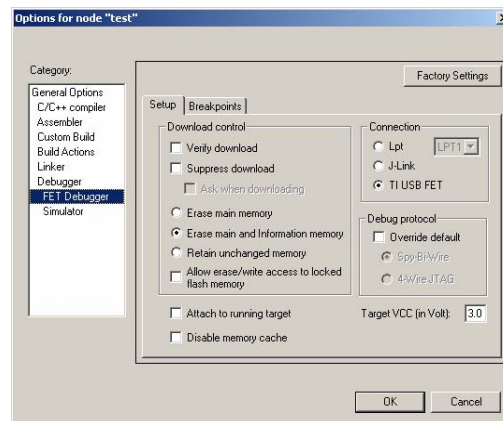 Options for node "test"
Category:
General Options
C/C++ compiler
Assembler
Custom Build
Build Actions
Linker
Debugger
FET Debugger
Simulator
Factory Settings
Setup
Breakpoints
Download control
Verify download
Suppress download
Ask when downloading
Erase main memory
Erase main and Information memory
Retain unchanged memory
Allow erase/write access to locked
flash memory
Attach to running target
Disable memory cache
Connection
Lpt
LPT1
J-Link
TI USB FET
Debug protocol
Override default
Spy-Bi-Wire
4-Wire JTAG
Target VCC (in Volt):
3.0
OK
Cancel